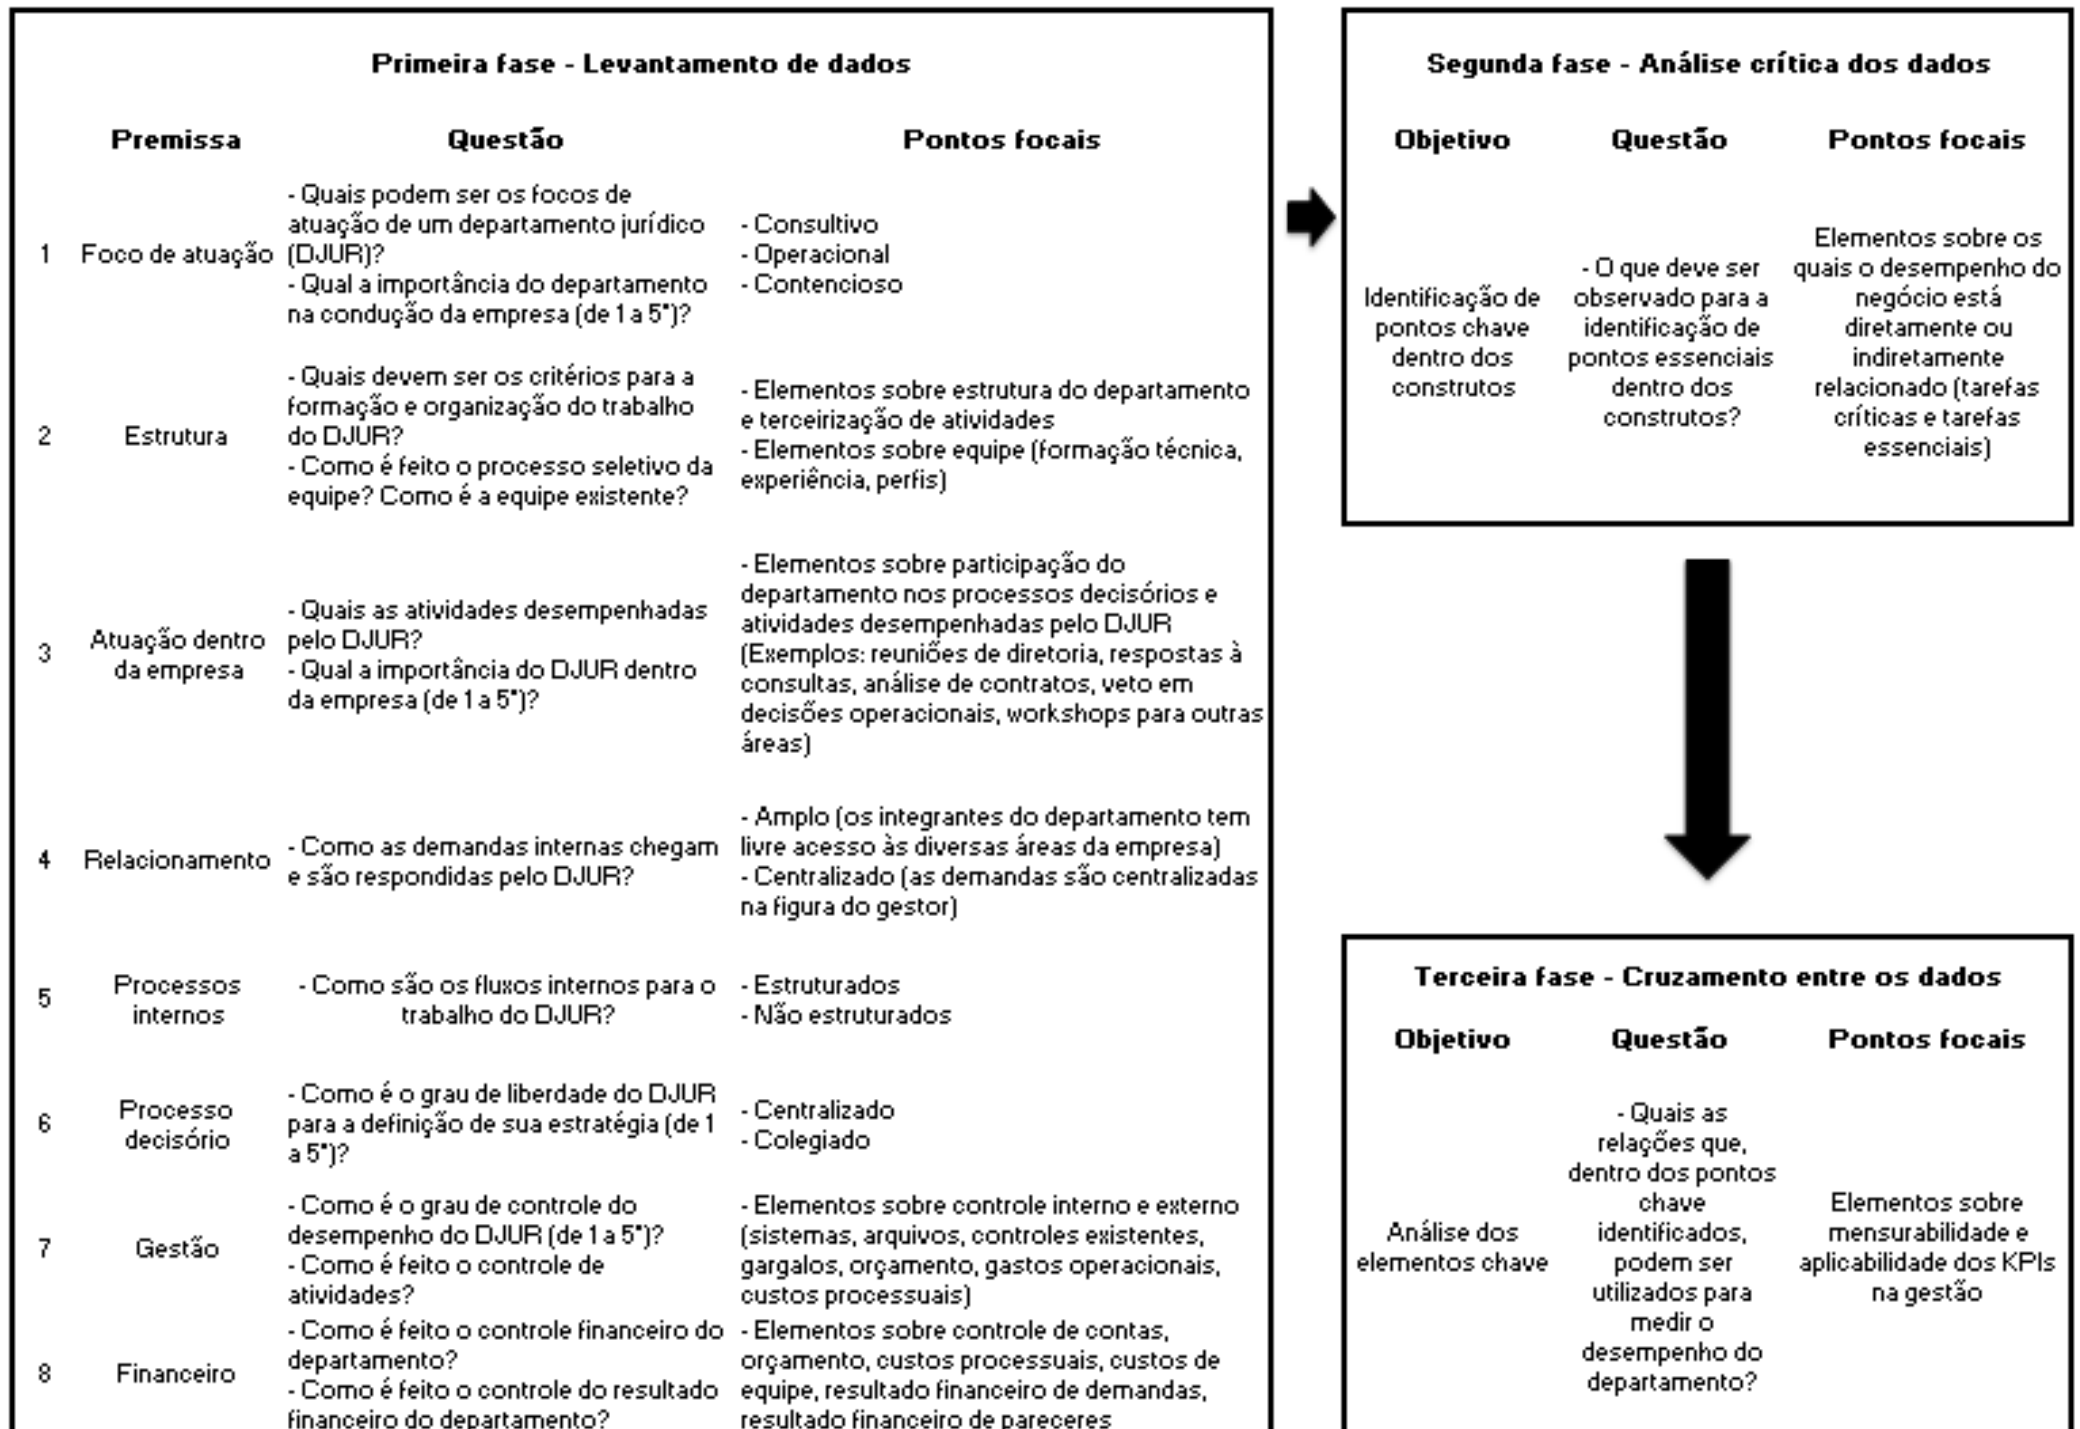 Primeira fase - Levantamento de dados
Premissa Questão Pontos focais
1 Foco de atuação
- Quais podem ser os focos de
atuação de um departamento jurídico
(DJUR)?
- Qual a importância do departamento
na condução da empresa (de 1 a 5*)?
- Consultivo
- Operacional
- Contencioso
2 Estrutura
- Quais devem ser os critérios para a
formação e organização do trabalho
do DJUR?
- Como é feito o processo seletivo da
equipe? Como é a equipe existente?
- Elementos sobre estrutura do departamento
e terceirização de atividades
- Elementos sobre equipe (formação técnica,
experiência, perfis)
3 Atuação dentro
da empresa
- Quais as atividades desempenhadas
pelo DJUR?
- Qual a importância do DJUR dentro
da empresa (de 1 a 5*)?
- Elementos sobre participação do
departamento nos processos decisórios e
atividades desempenhadas pelo DJUR
(Exemplos: reuniões de diretoria, respostas à
consultas, análise de contratos, veto em
decisões operacionais, workshops para outras
áreas)
4 Relacionamento
- Como as demandas internas chegam
e são respondidas pelo DJUR?
- Amplo (os integrantes do departamento tem
livre acesso às diversas áreas da empresa)
- Centralizado (as demandas são centralizadas
na figura do gestor)
5 Processos
internos
- Como são os fluxos internos para o
trabalho do DJUR?
- Estruturados
- Não estruturados
6 Processo
decisório
- Como é o grau de liberdade do DJUR
para a definição de sua estratégia (de 1
a 5*)?
- Centralizado
- Colegiado
7 Gestão
- Como é o grau de controle do
desempenho do DJUR (de 1 a 5*)?
- Como é feito o controle de
atividades?
- Elementos sobre controle interno e externo
(sistemas, arquivos, controles existentes,
gargalos, orçamento, gastos operacionais,
custos processuais)
8 Financeiro
- Como é feito o controle financeiro do
departamento?
- Como é feito o controle do resultado
financeiro do departamento?
- Elementos sobre controle de contas,
orçamento, custos processuais, custos de
equipe, resultado financeiro de demandas,
resultado financeiro de pareceres
Segunda fase - Análise crítica dos dados
Objetivo Questão Pontos focais
Identificação de
pontos chave
dentro dos
construtos
- O que deve ser
observado para a
identificação de
pontos essenciais
dentro dos
construtos?
Elementos sobre os
quais o desempenho do
negócio está
diretamente ou
indiretamente
relacionado (tarefas
críticas e tarefas
essenciais)
Terceira fase - Cruzamento entre os dados
Objetivo Questão Pontos focais
Análise dos
elementos chave
- Quais as
relações que,
dentro dos pontos
chave
identificados,
podem ser
utilizados para
medir o
desempenho do
departamento?
Elementos sobre
mensurabilidade e
aplicabilidade dos KPIs
na gestão